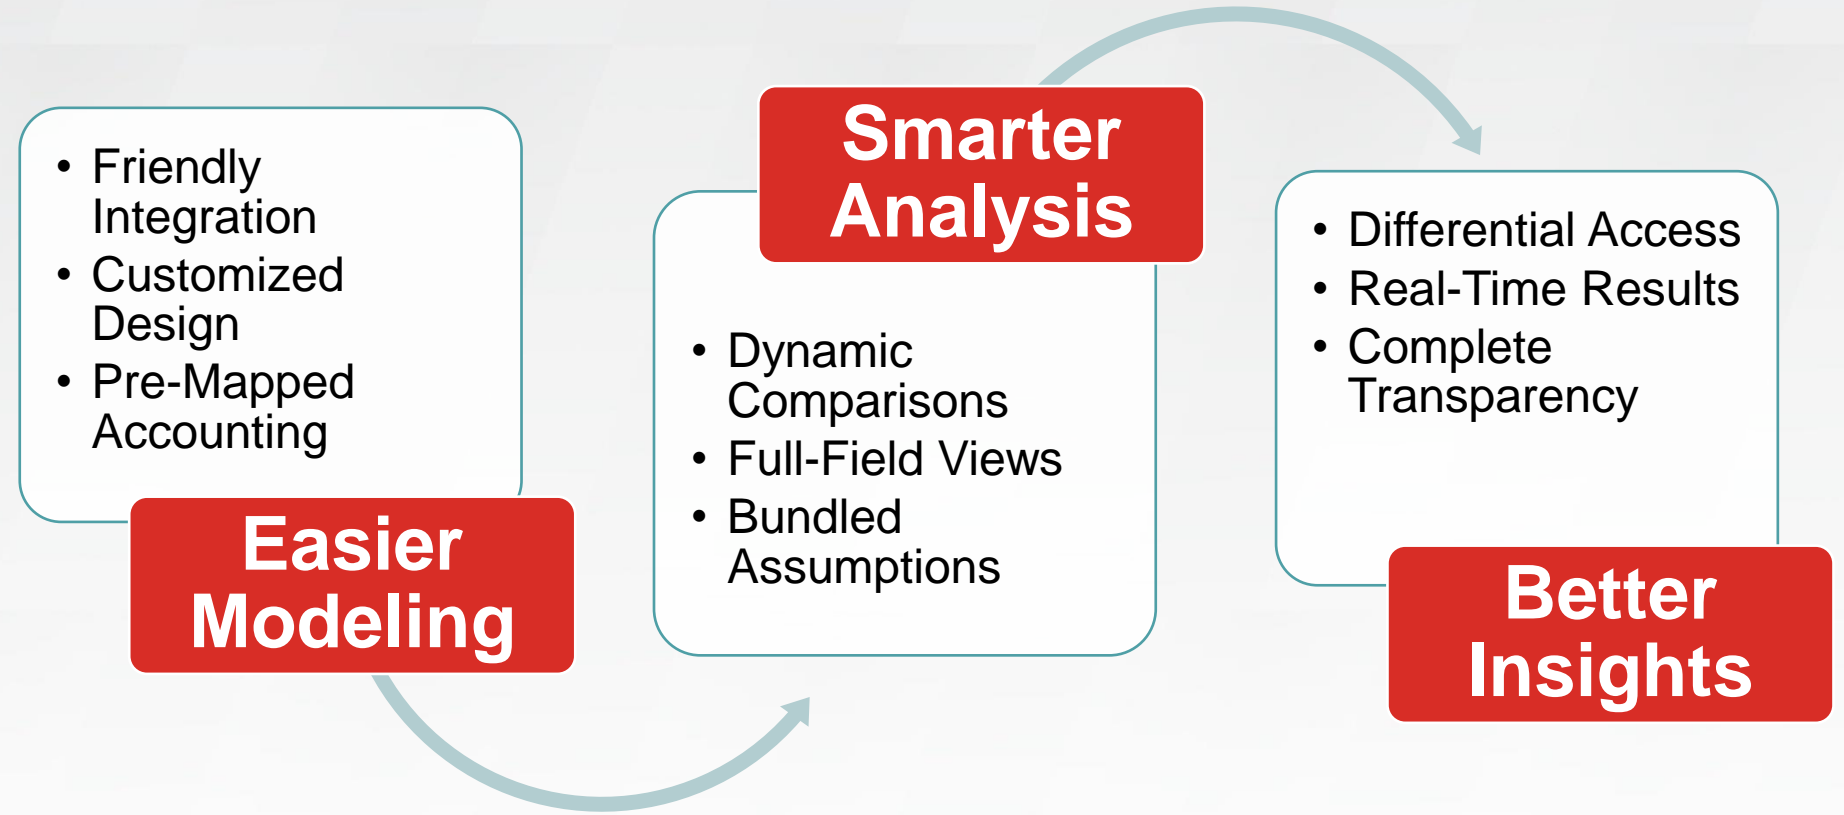 • Friendly
Integration
• Customized
Design
• Pre-Mapped
Accounting
Easier
Modeling
Smarter
Analysis
• Dynamic
Comparisons
• Full-Field Views
• Bundled
Assumptions
• Differential Access
• Real-Time Results
• Complete
Transparency
Better
Insights